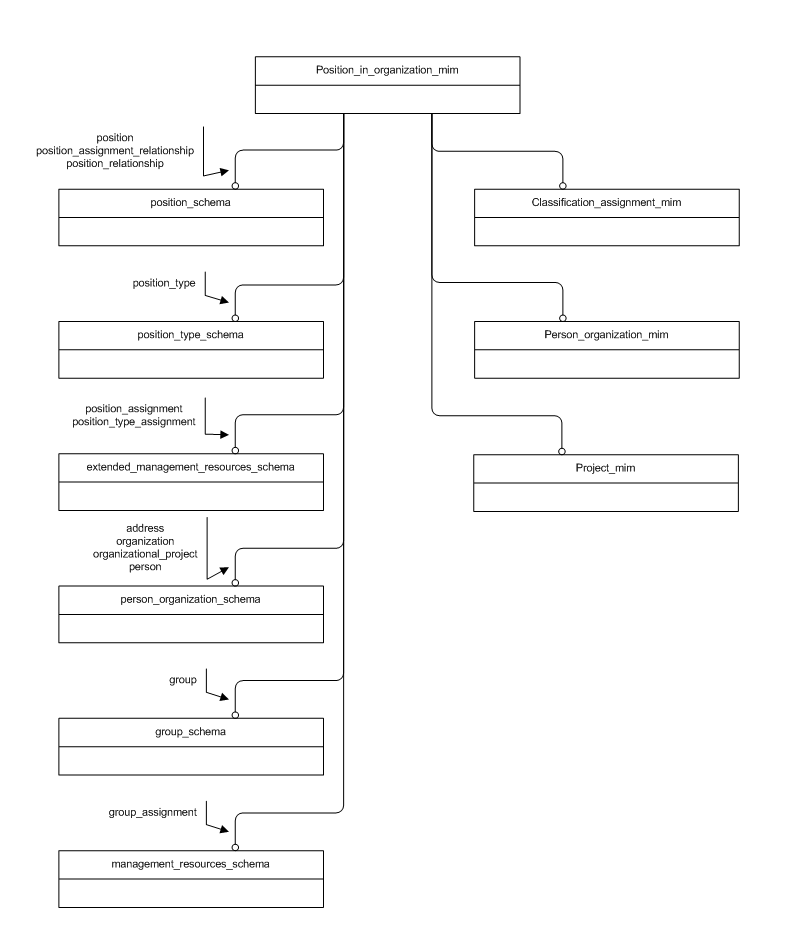 Position_in_organization_mim
position
position_assignment_relationship
position_relationship
position_schema
Classification_assignment_mim
position_type
position_type_schema
Person_organization_mim
position_assignment
position_type_assignment
extended_management_resources_schema
Project_mim
address
organization
organizational_project
person
person_organization_schema
group
group_schema
group_assignment
management_resources_schema